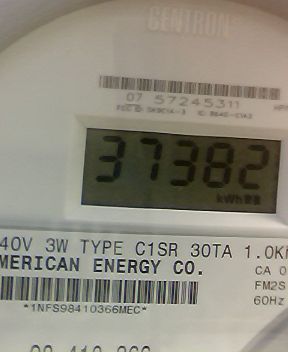 CENTRON
07 57245311
37382
kWh
40V 3W TYPE C1SR 30TA 1.0K
MERICAN ENERGY CO.
CA 0
FM2S
60Hz
*1NFS98410366MEC*